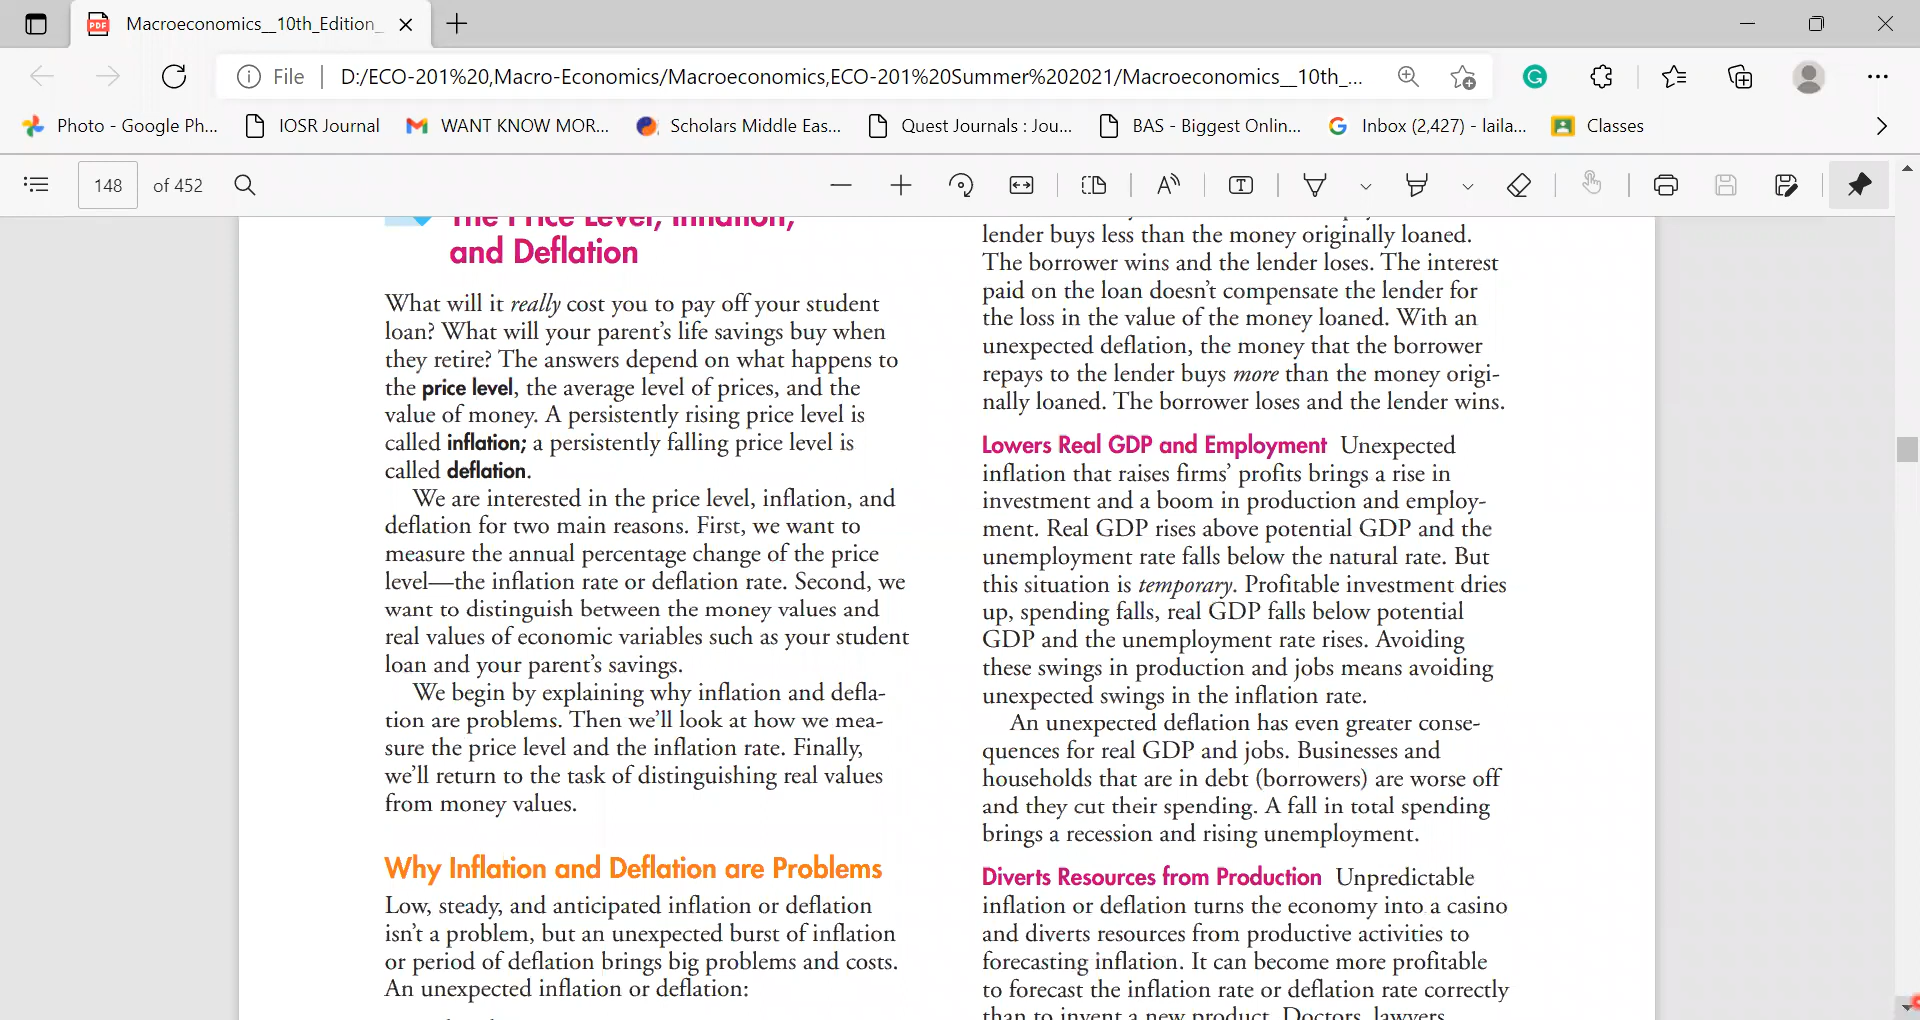 Macroeconomics__10th_Edition_
File
D:/ECO-201%20,Macro-Economics/Macroeconomics,ECO-201%20Summer%202021/Macroeconomics__10th_...
Photo - Google Ph...
IOSR Journal
WANT KNOW MOR...
Scholars Middle Eas...
Quest Journals : Jou...
BAS - Biggest Onlin...
Inbox (2,427) - laila...
Classes
148 of 452
The Price Level, Inflation,
and Deflation
What will it really cost you to pay off your student
loan? What will your parent's life savings buy when
they retire? The answers depend on what happens to
the price level, the average level of prices, and the
value of money. A persistently rising price level is
called inflation; a persistently falling price level is
called deflation.
We are interested in the price level, inflation, and
deflation for two main reasons. First, we want to
measure the annual percentage change of the price
level—the inflation rate or deflation rate. Second, we
want to distinguish between the money values and
real values of economic variables such as your student
loan and your parent's savings.
We begin by explaining why inflation and defla-
tion are problems. Then we'll look at how we mea-
sure the price level and the inflation rate. Finally,
we'll return to the task of distinguishing real values
from money values.
Why Inflation and Deflation are Problems
Low, steady, and anticipated inflation or deflation
isn't a problem, but an unexpected burst of inflation
or period of deflation brings big problems and costs.
An unexpected inflation or deflation:
lender buys less than the money originally loaned.
The borrower wins and the lender loses. The interest
paid on the loan doesn't compensate the lender for
the loss in the value of the money loaned. With an
unexpected deflation, the money that the borrower
repays to the lender buys more than the money origi-
nally loaned. The borrower loses and the lender wins.
Lowers Real GDP and Employment Unexpected
inflation that raises firms' profits brings a rise in
investment and a boom in production and employ-
ment. Real GDP rises above potential GDP and the
unemployment rate falls below the natural rate. But
this situation is temporary. Profitable investment dries
up, spending falls, real GDP falls below potential
GDP and the unemployment rate rises. Avoiding
these swings in production and jobs means avoiding
unexpected swings in the inflation rate.
An unexpected deflation has even greater conse-
quences for real GDP and jobs. Businesses and
households that are in debt (borrowers) are worse off
and they cut their spending. A fall in total spending
brings a recession and rising unemployment.
Diverts Resources from Production Unpredictable
inflation or deflation turns the economy into a casino
and diverts resources from productive activities to
forecasting inflation. It can become more profitable
to forecast the inflation rate or deflation rate correctly
than to invent a new product. Doctors, lawyers,